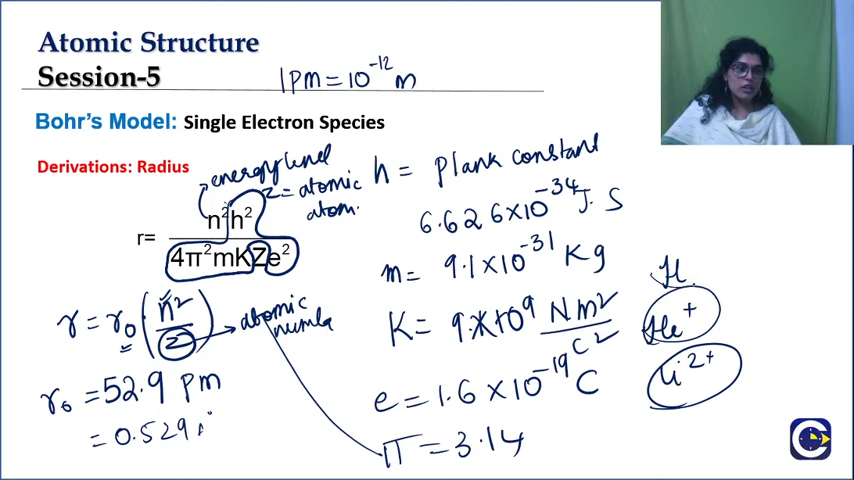 Atomic Structure
Session-5
1PM = 10⁻¹² m
Bohr's Model: Single Electron Species
Derivations: Radius
energy level
z = atomic
atom.
h = plank constant
6.626×10⁻³⁴ J.S
r= n²h² / 4π²mKZe²
m = 9.1×10⁻³¹ Kg
r = r₀ (n²/z) → atomic
number
K = 9×10⁹ Nm²/C²
H
He⁺
Li²⁺
r₀ = 52.9 pm
= 0.529
e = 1.6×10⁻¹⁹ C
π = 3.14